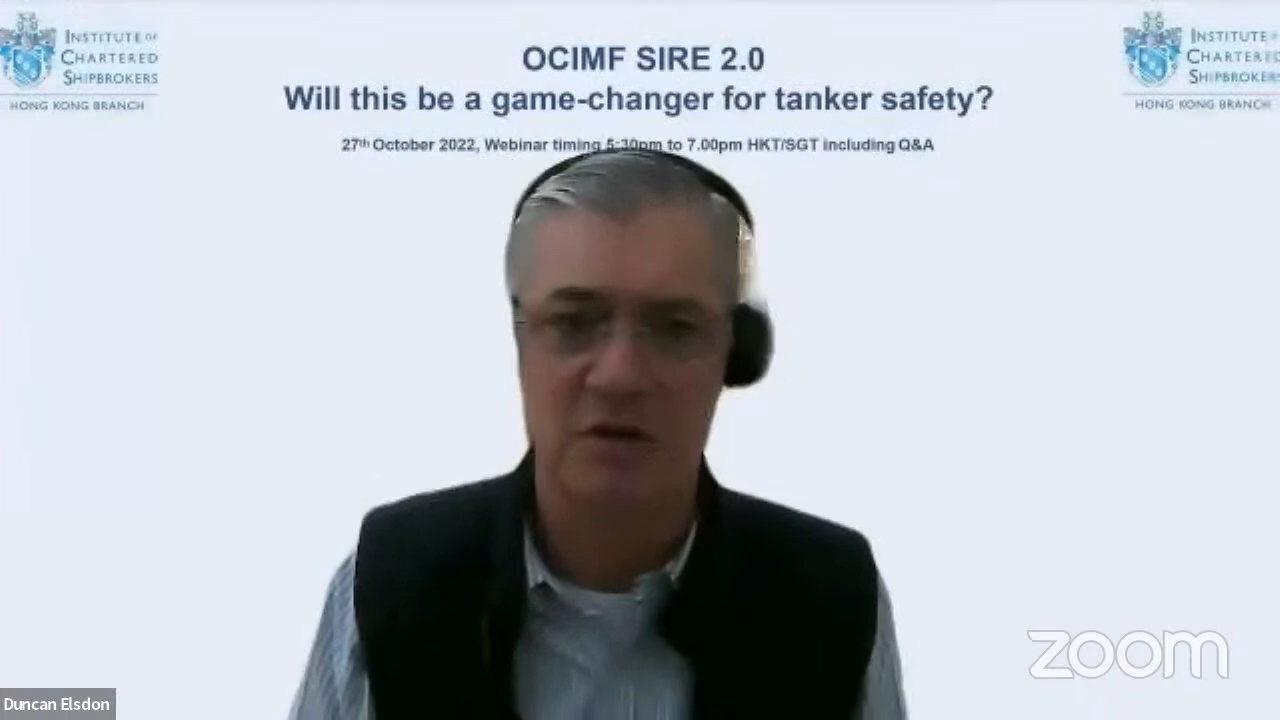 INSTITUTE OF
CHARTERED
SHIPBROKERS
HONG KONG BRANCH
OCIMF SIRE 2.0
Will this be a game-changer for tanker safety?
27th October 2022, Webinar timing 5:30pm to 7.00pm HKT/SGT including Q&A
INSTITUTE OF
CHARTERED
SHIPBROKERS
HONG KONG BRANCH
zoom
Duncan Elsdon